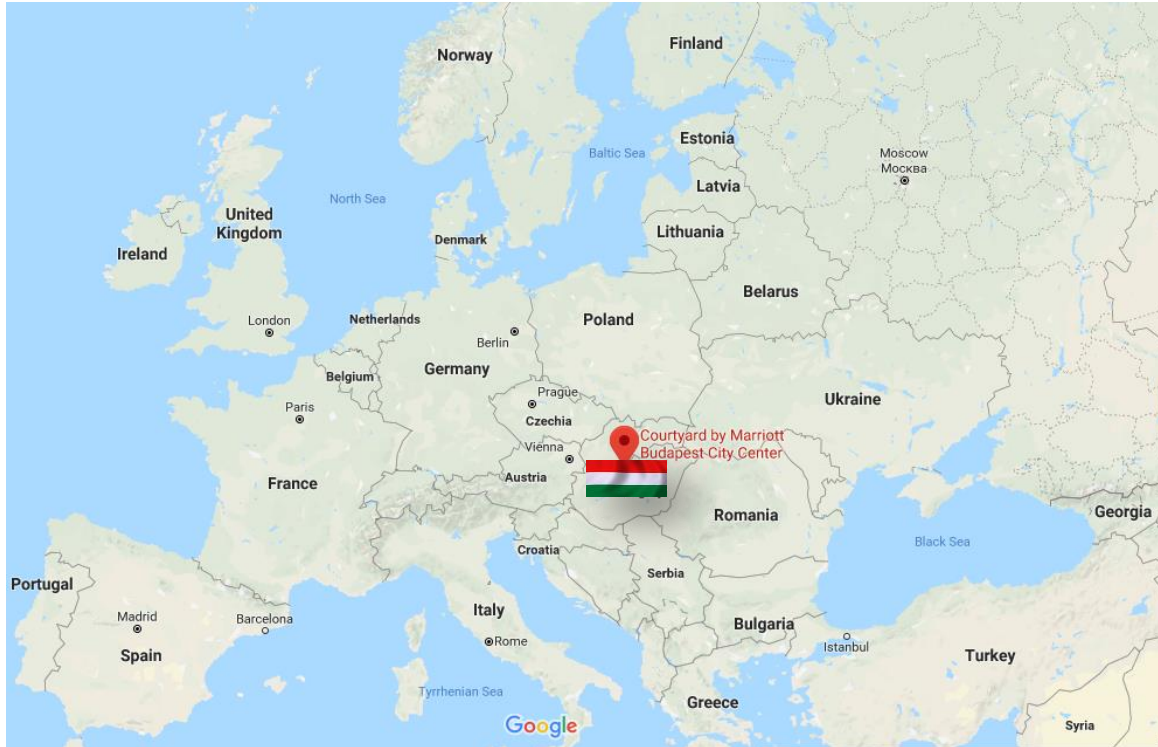 Norway
Finland
Estonia
Baltic Sea
Moscow
Москва
Latvia
North Sea
United
Kingdom
Lithuania
Denmark
Ireland
Belarus
London
Netherlands
Poland
Berlin
Belgium
Germany
Prague
Ukraine
Paris
Czechia
Courtyard by Marriott
Budapest City Center
Vienna
Austria
France
Romania
Georgia
Croatia
Black Sea
Serbia
Portugal
Italy
Madrid
Barcelona
Bulgaria
Rome
Istanbul
Spain
Turkey
Tyrrhenian Sea
Greece
Google
Syria